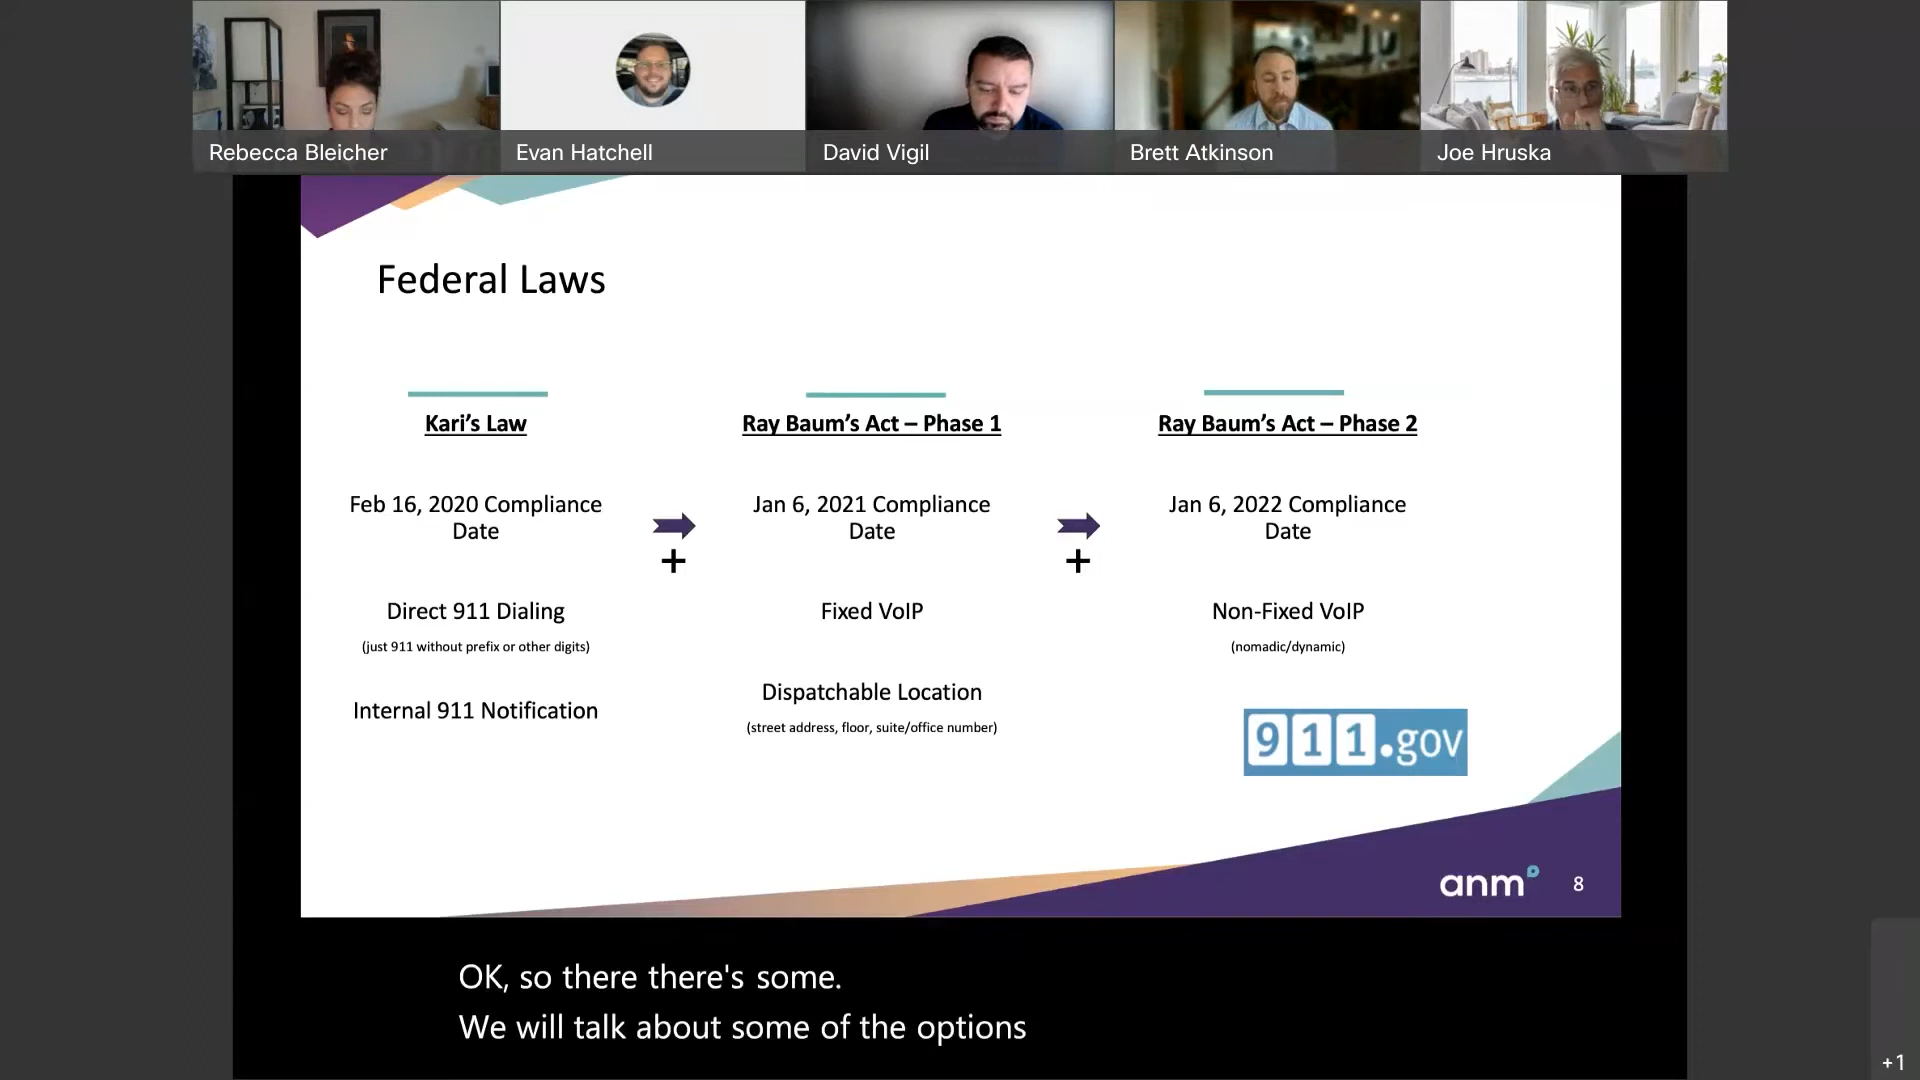 Rebecca Bleicher
Evan Hatchell
David Vigil
Brett Atkinson
Joe Hruska
Federal Laws
Kari’s Law
Feb 16, 2020 Compliance
Date
Direct 911 Dialing
(just 911 without prefix or other digits)
Internal 911 Notification
+
Ray Baum’s Act – Phase 1
Jan 6, 2021 Compliance
Date
Fixed VoIP
Dispatchable Location
(street address, floor, suite/office number)
+
Ray Baum’s Act – Phase 2
Jan 6, 2022 Compliance
Date
Non-Fixed VoIP
(nomadic/dynamic)
911.gov
anm
8
OK, so there there's some.
We will talk about some of the options
+1